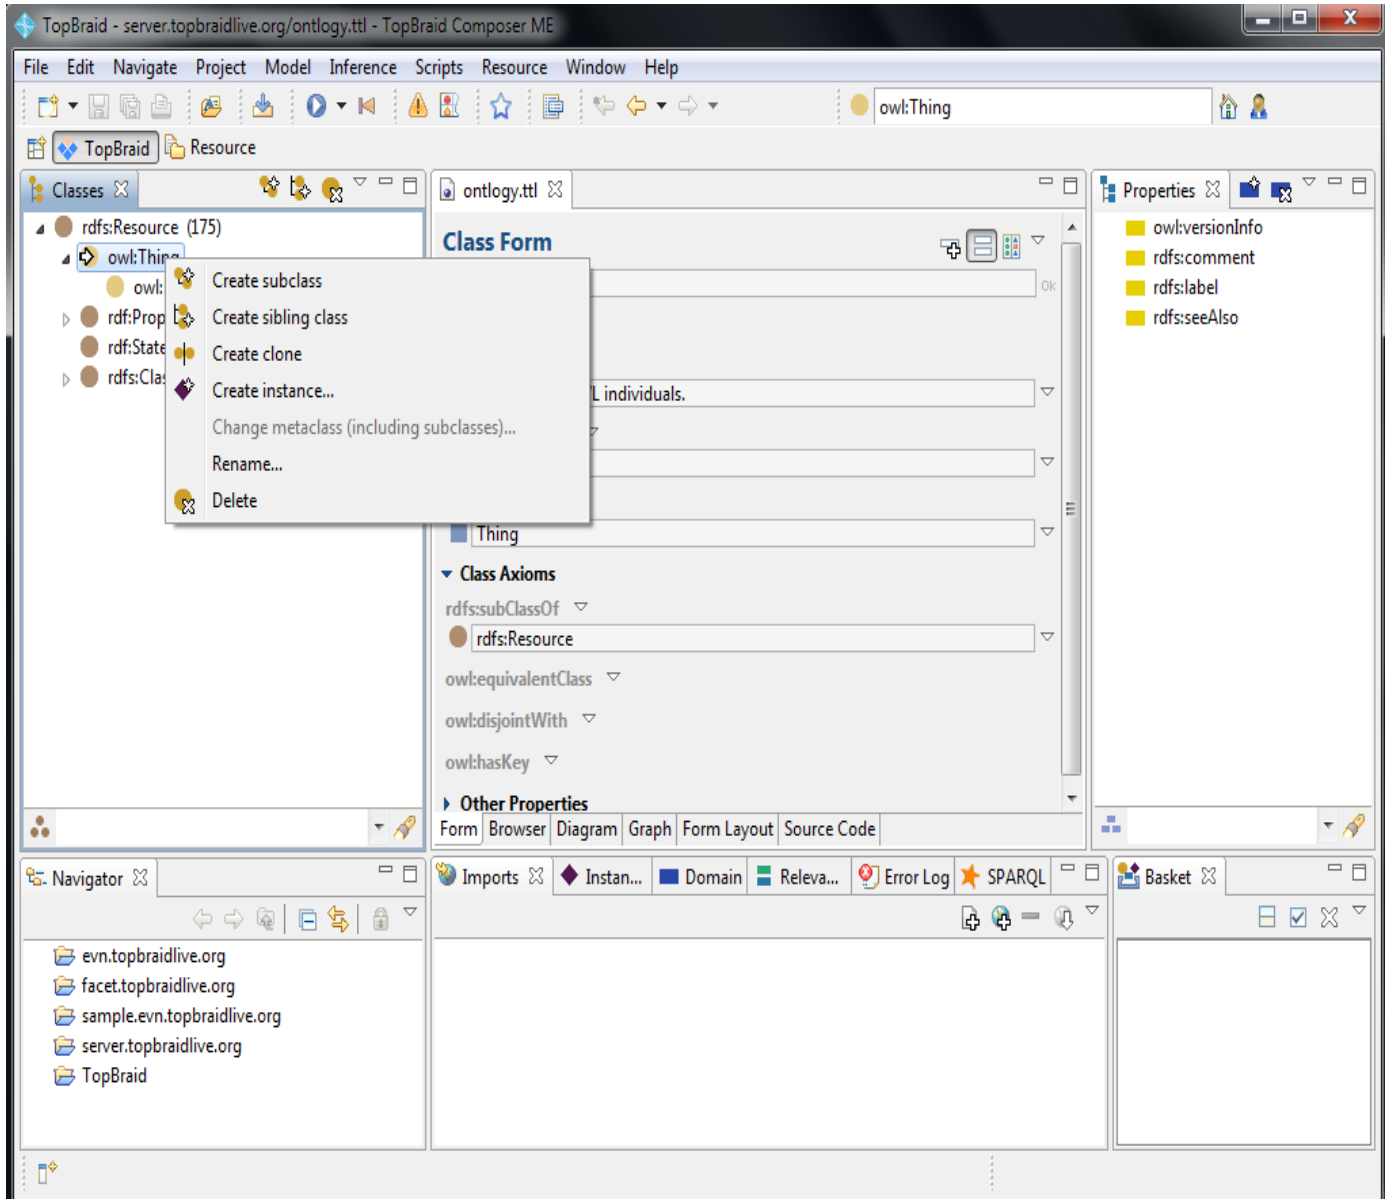 TopBraid - server.topbraidlive.org/ontlogy.ttl - TopBraid Composer ME
File Edit Navigate Project Model Inference Scripts Resource Window Help
owl:Thing
TopBraid Resource
Classes
rdfs:Resource (175)
owl:Thing
owl:
rdf:Prop
rdf:State
rdfs:Clas
Create subclass
Create sibling class
Create clone
Create instance...
Change metaclass (including subclasses)...
Rename...
Delete
ontlogy.ttl
Class Form
Ok
L individuals.
Thing
Class Axioms
rdfs:subClassOf
rdfs:Resource
owl:equivalentClass
owl:disjointWith
owl:hasKey
Other Properties
Form Browser Diagram Graph Form Layout Source Code
Properties
owl:versionInfo
rdfs:comment
rdfs:label
rdfs:seeAlso
Navigator
evn.topbraidlive.org
facet.topbraidlive.org
sample.evn.topbraidlive.org
server.topbraidlive.org
TopBraid
Imports Instan... Domain Releva... Error Log SPARQL
Basket